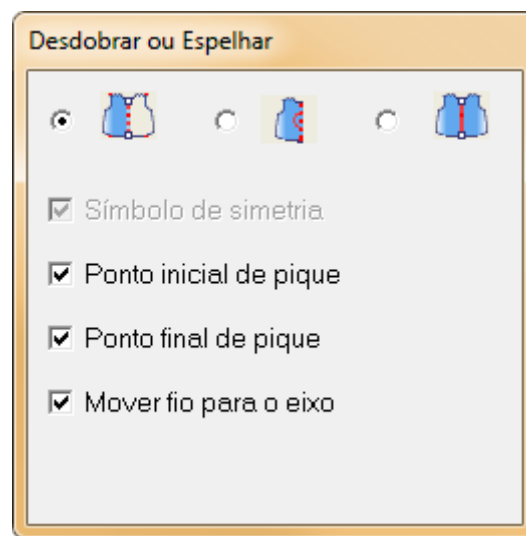 Desdobrar ou Espelhar
Símbolo de simetria
Ponto inicial de pique
Ponto final de pique
Mover fio para o eixo